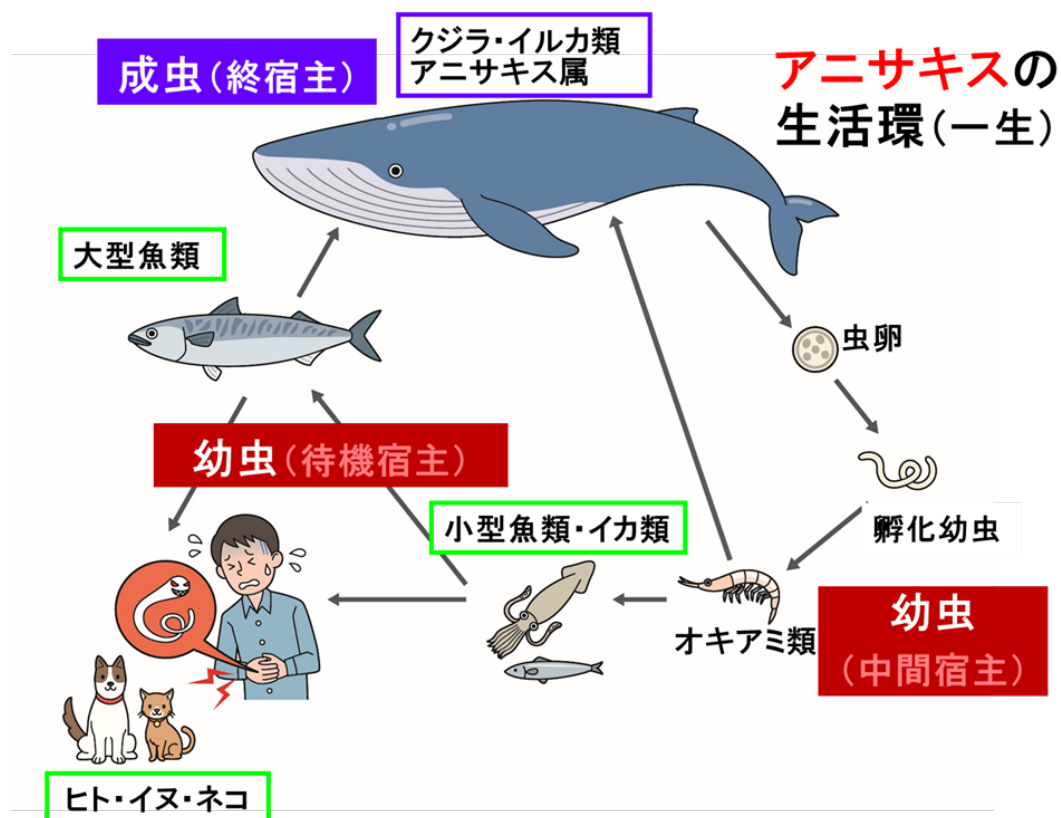 成虫(終宿主)
クジラ・イルカ類
アニサキス属
アニサキスの
生活環(一生)
大型魚類
虫卵
幼虫(待機宿主)
小型魚類・イカ類
孵化幼虫
オキアミ類
幼虫
(中間宿主)
ヒト・イヌ・ネコ